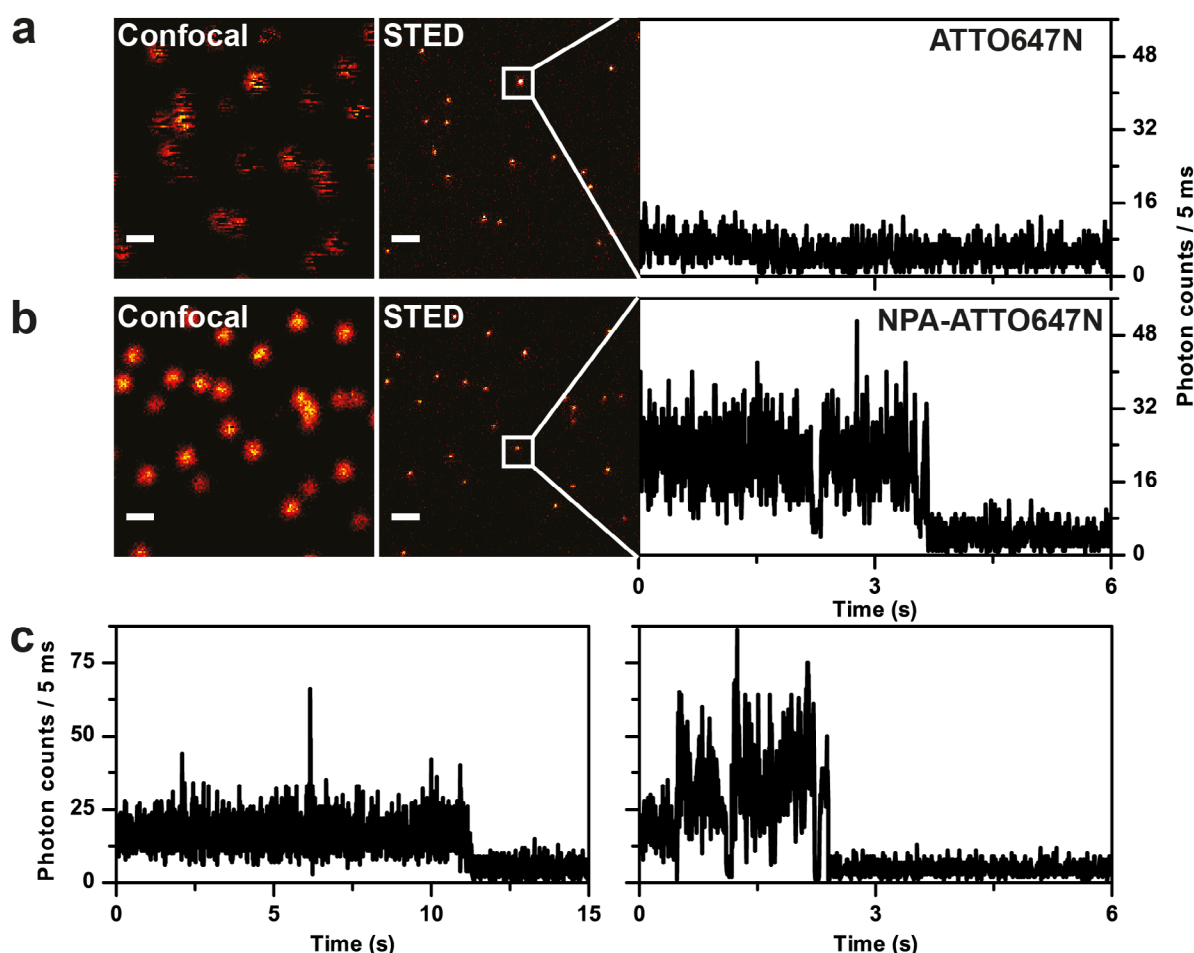 a
Confocal
STED
ATTO647N
48
32
16
0
b
Confocal
STED
NPA-ATTO647N
48
32
16
0
Photon counts / 5 ms
0
3
6
Time (s)
c
Photon counts / 5 ms
75
50
25
0
0
5
10
15
Time (s)
0
3
6
Time (s)